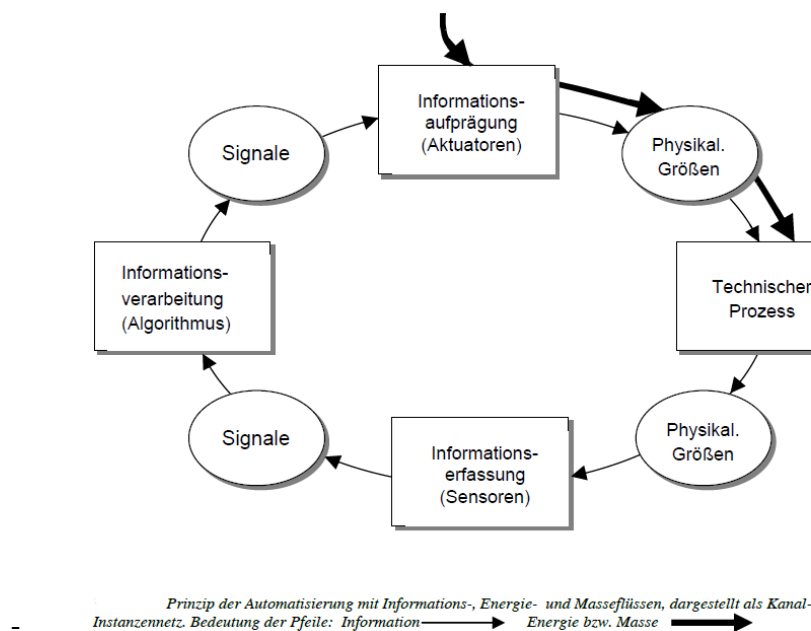 Informations-
aufprägung
(Aktuatoren)
Signale
Physikal.
Größen
Informations-
verarbeitung
(Algorithmus)
Technischer
Prozess
Signale
Informations-
erfassung
(Sensoren)
Physikal.
Größen
Prinzip der Automatisierung mit Informations-, Energie- und Masseflüssen, dargestellt als Kanal-
- Instanzennetz. Bedeutung der Pfeile: Information Energie bzw. Masse